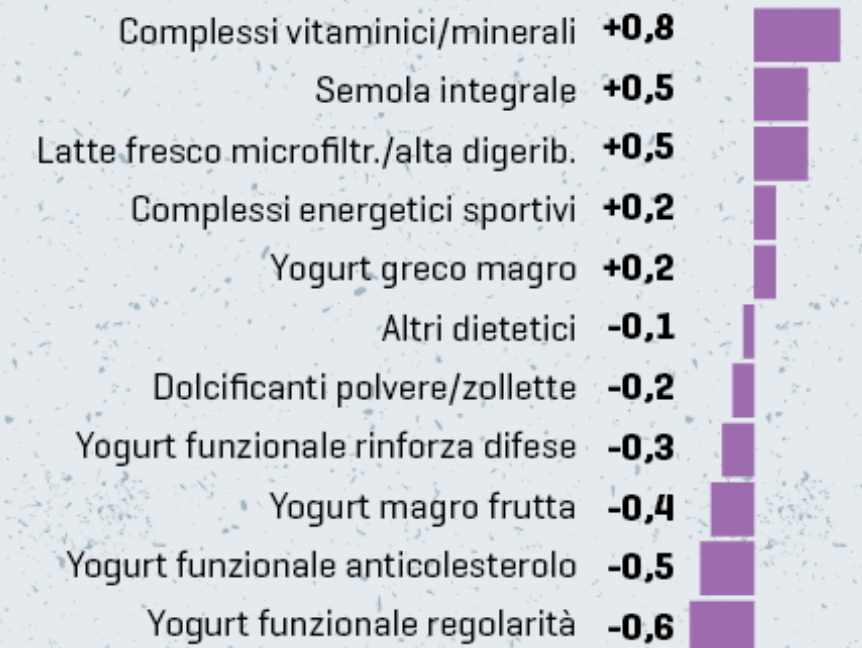 Complessi vitaminici/minerali +0,8
Semola integrale +0,5
Latte fresco microfiltr./alta digerib. +0,5
Complessi energetici sportivi +0,2
Yogurt greco magro +0,2
Altri dietetici -0,1
Dolcificanti polvere/zollette -0,2
Yogurt funzionale rinforza difese -0,3
Yogurt magro frutta -0,4
Yogurt funzionale anticolesterolo -0,5
Yogurt funzionale regolarità -0,6